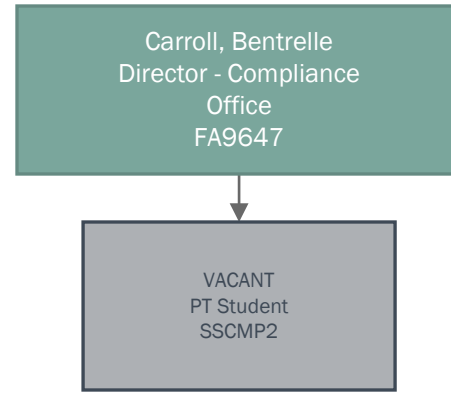 Carroll, Bentrelle
Director - Compliance
Office
FA9647
VACANT
PT Student
SSCMP2